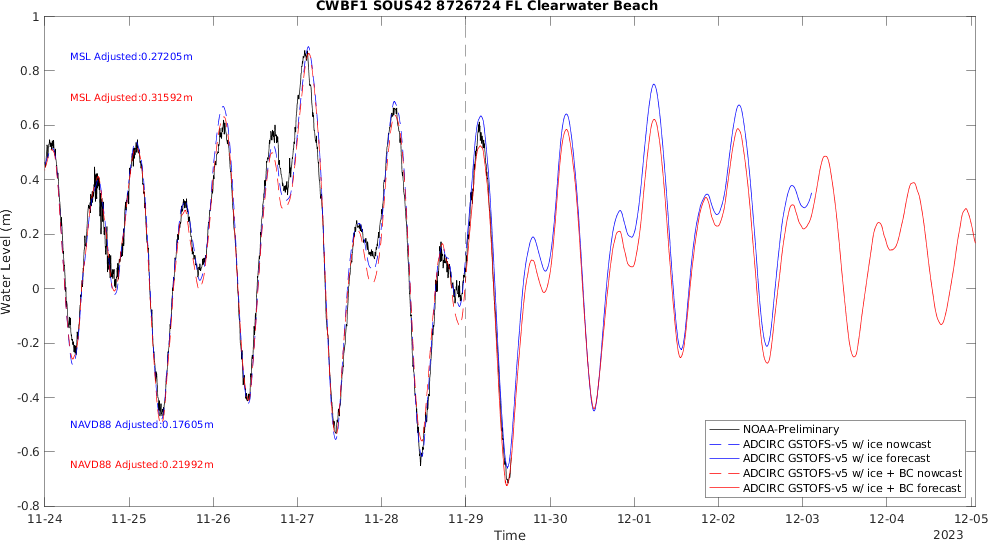 CWBF1 SOUS42 8726724 FL Clearwater Beach
MSL Adjusted:0.27205m
MSL Adjusted:0.31592m
NAVD88 Adjusted:0.17605m
NAVD88 Adjusted:0.21992m
Water Level (m)
1
0.8
0.6
0.4
0.2
0
-0.2
-0.4
-0.6
-0.8
NOAA-Preliminary
ADCIRC GSTOFS-v5 w/ ice nowcast
ADCIRC GSTOFS-v5 w/ ice forecast
ADCIRC GSTOFS-v5 w/ ice + BC nowcast
ADCIRC GSTOFS-v5 w/ ice + BC forecast
11-24 11-25 11-26 11-27 11-28 11-29 11-30 12-01 12-02 12-03 12-04 12-05
Time
2023